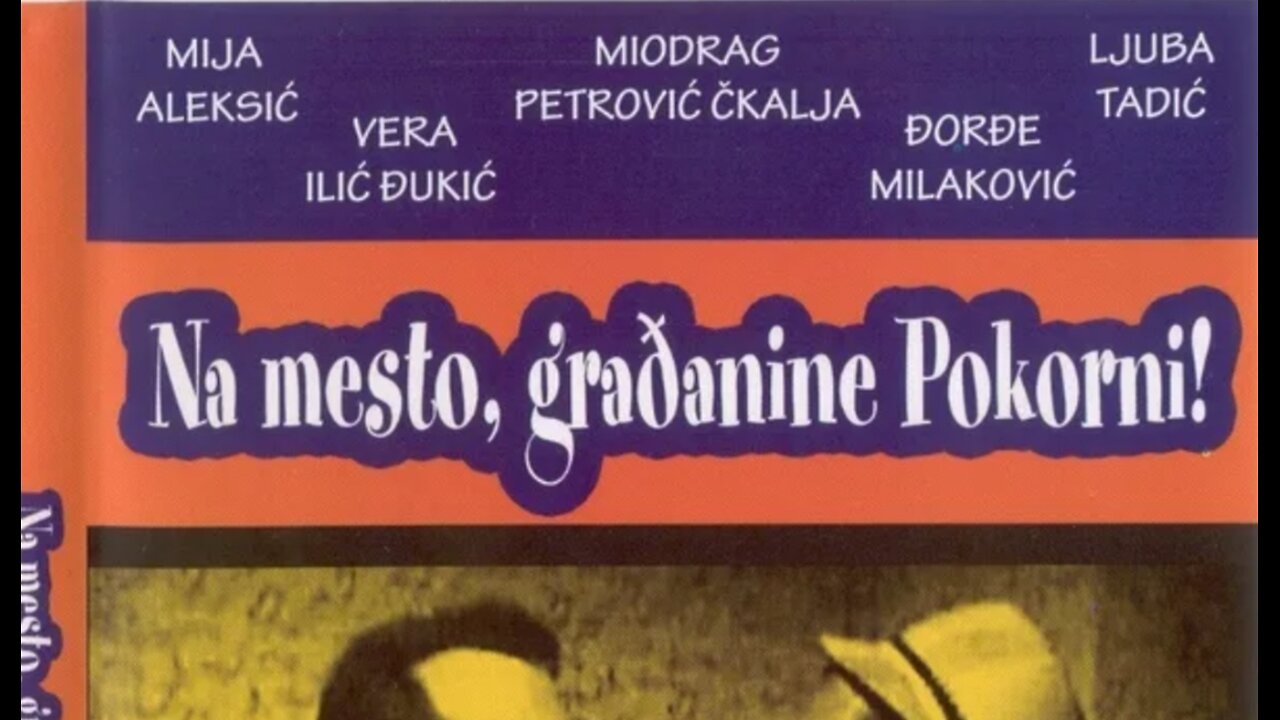 MIJA
ALEKSIĆ
VERA
ILIĆ ĐUKIĆ
MIODRAG
PETROVIĆ ČKALJA
ĐORĐE
MILAKOVIĆ
LJUBA
TADIĆ
Na mesto, građanine Pokorni!
Na mesto, g